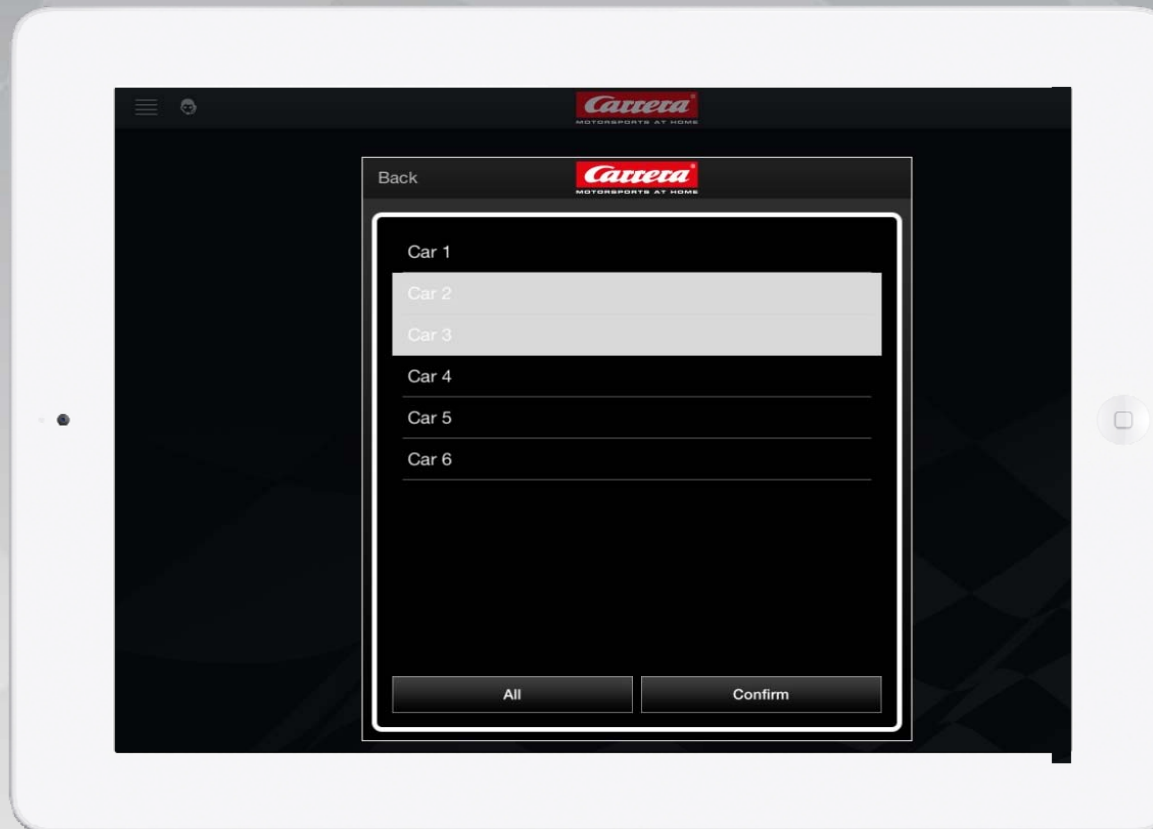 Carrera
MOTORSPORTS AT HOME
Back
Carrera
MOTORSPORTS AT HOME
Car 1
Car 2
Car 3
Car 4
Car 5
Car 6
All
Confirm